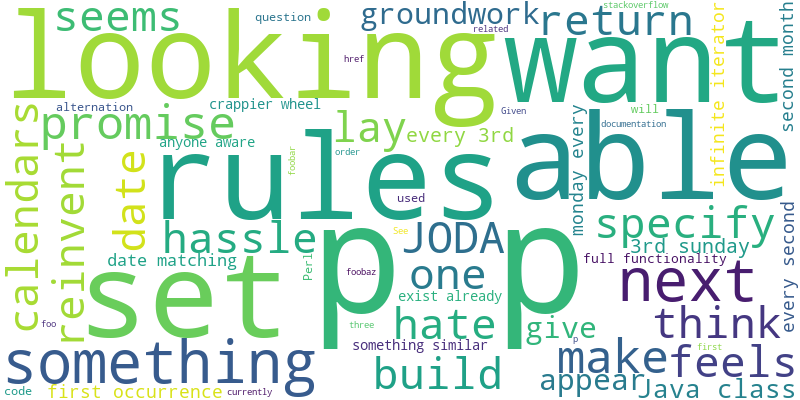 seems
question
groundwork
return
stackoverflow
second month
looking
related
want
href
infinite iterator
calendars
alternation
crappier wheel
Given
will
promise
lay
every 3rd
monday every
documentation
able
anyone aware
reinvent
date
rules
foobar
order
used
specify
every second
hassle
p
See
JODA
p
3rd sunday
date matching
Perl
foobaz
one
full functionality
next
set
exist already
foo
three
hate
give
think
p
something
something similar
make
first
feels
build
appear
Java class
code
first occurrence
currently